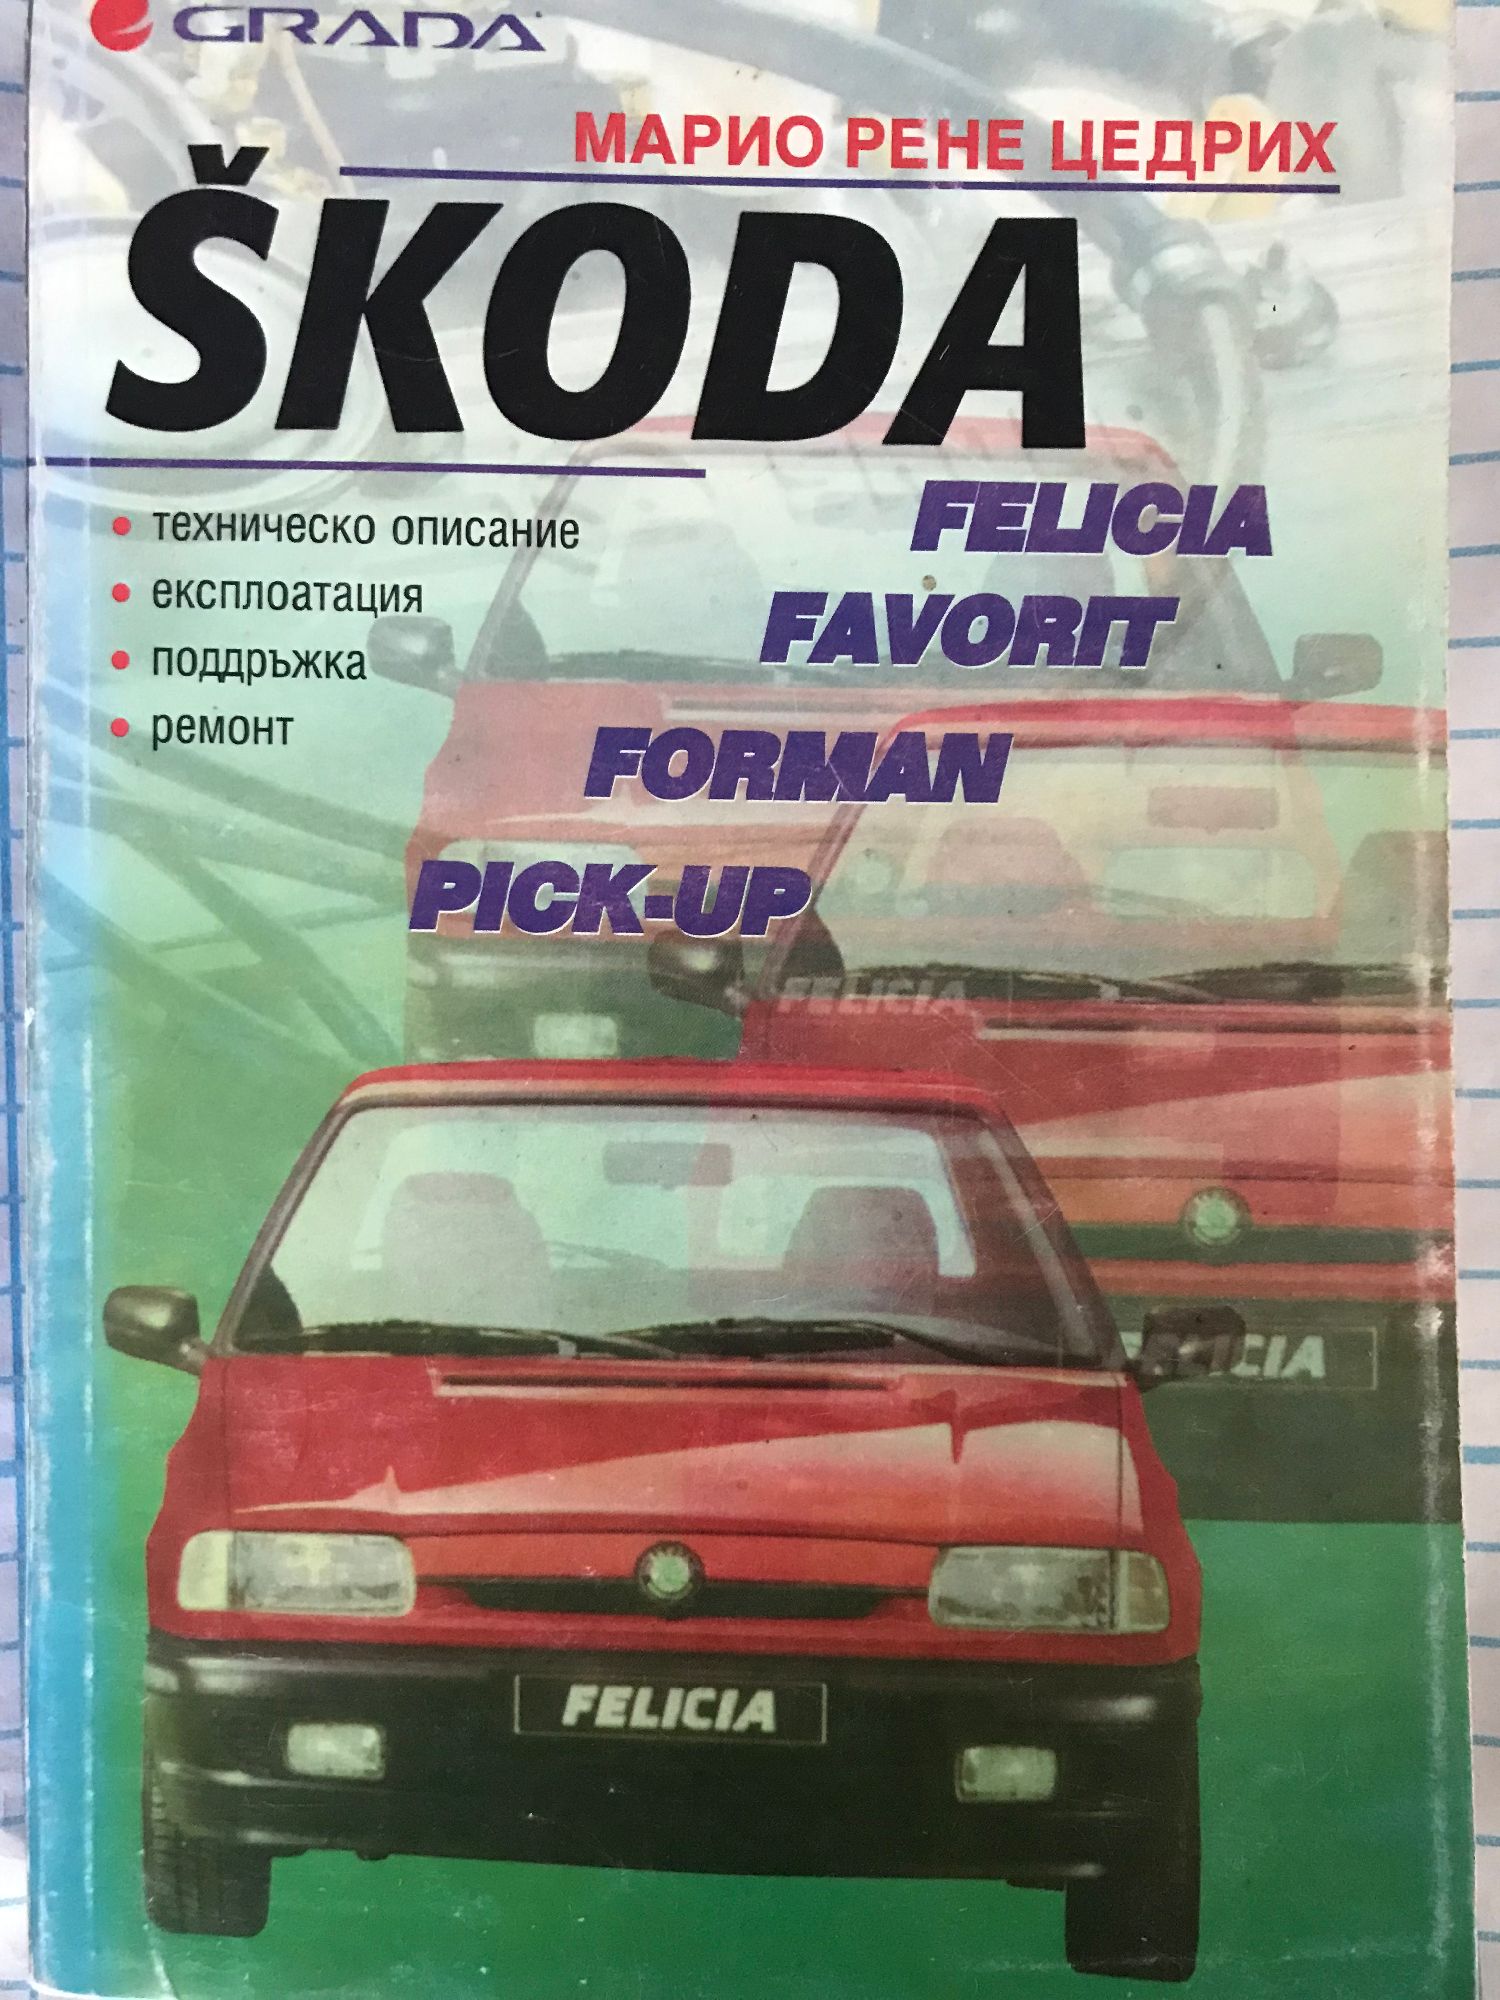 GRADA
МАРИО РЕНЕ ЦЕДРИХ
ŠKODA
• техническо описание
• експлоатация
• поддръжка
• ремонт
FELICIA
FAVORIT
FORMAN
PICK-UP
FELICIA
FELICIA
FELICIA